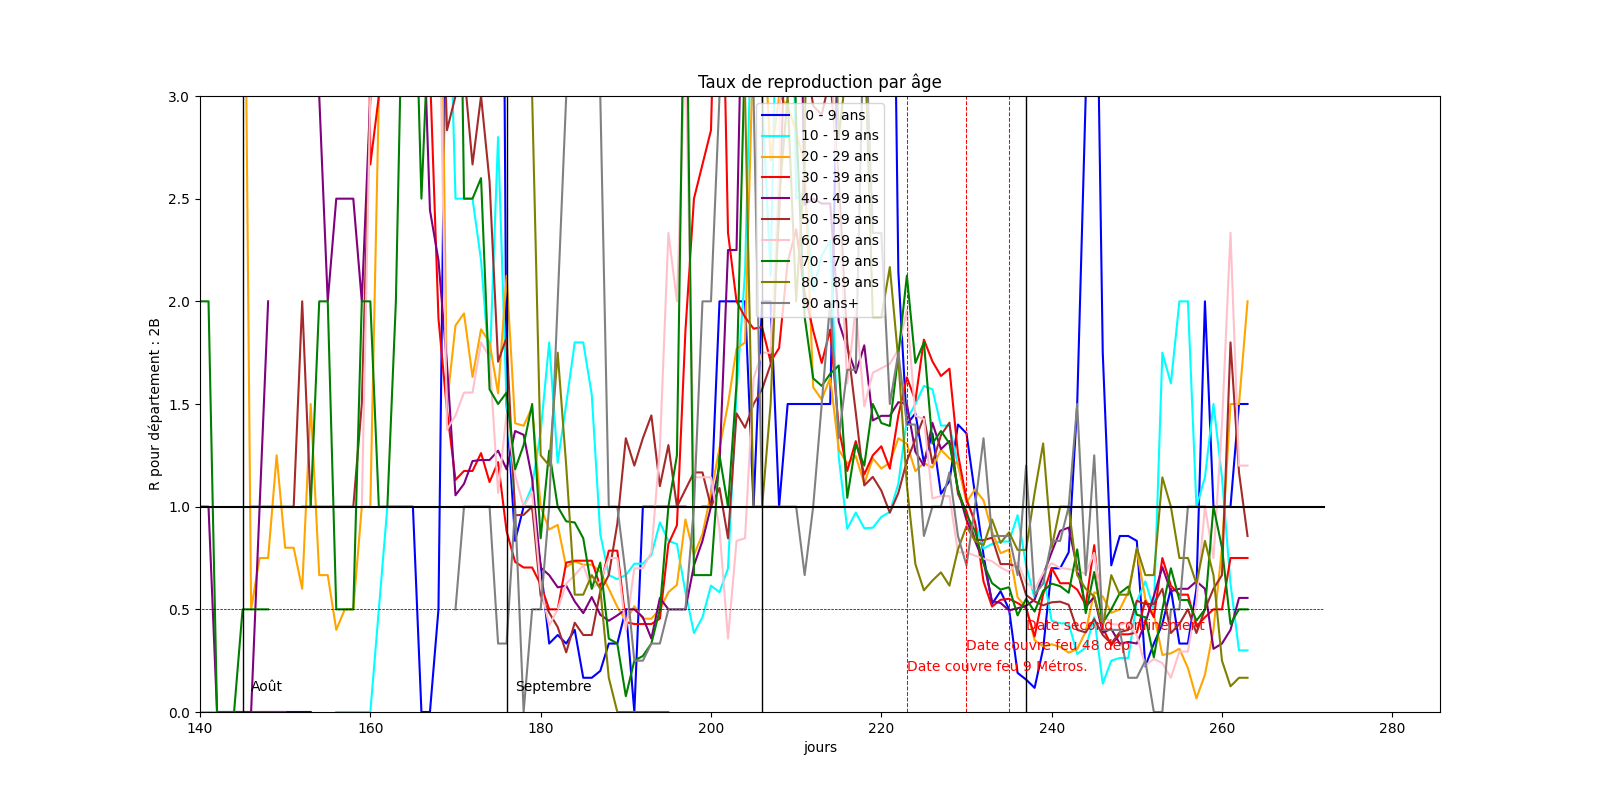 Taux de reproduction par âge
3.0
2.5
2.0
1.5
1.0
0.5
0.0
R pour département : 2B
0 - 9 ans
10 - 19 ans
20 - 29 ans
30 - 39 ans
40 - 49 ans
50 - 59 ans
60 - 69 ans
70 - 79 ans
80 - 89 ans
90 ans+
Date second confinement
Date couvre feu 48 dép
Date couvre feu 9 Métros.
Août
Septembre
140
160
180
200
220
240
260
280
jours